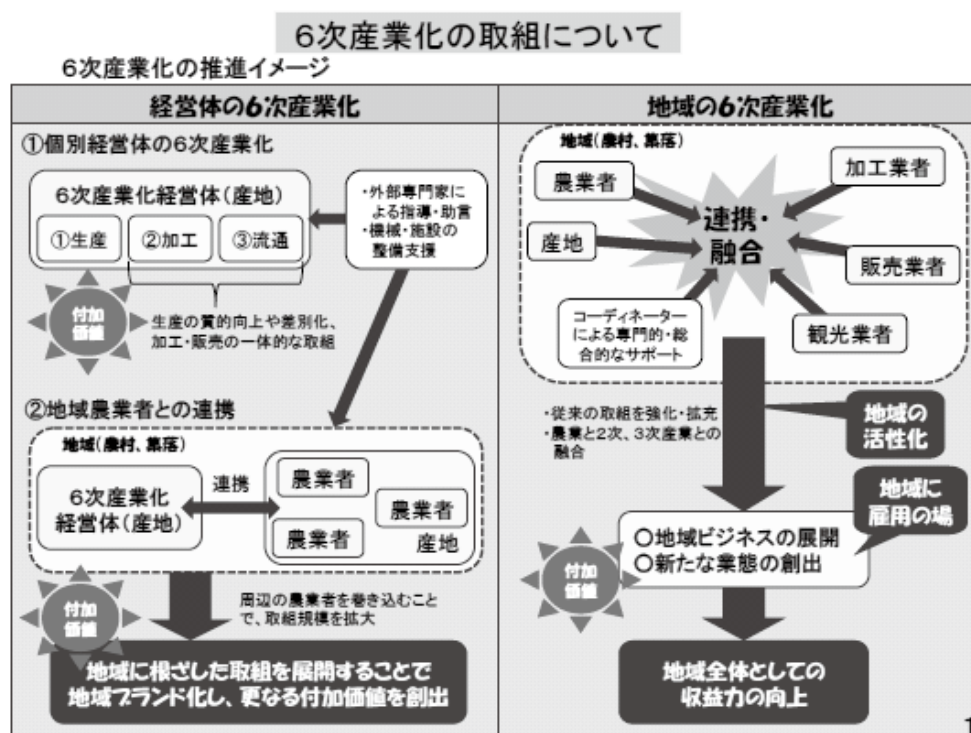 6次産業化の取組について
6次産業化の推進イメージ
経営体の6次産業化
①個別経営体の6次産業化
6次産業化経営体(産地)
①生産
②加工
③流通
・外部専門家に
よる指導・助言
・機械・施設の
整備支援
付加
価値
生産の質的向上や差別化、
加工・販売の一体的な取組
②地域農業者との連携
地域(農村、集落)
6次産業化
経営体(産地)
連携
農業者
農業者
農業者
産地
付加
価値
周辺の農業者を巻き込むこと
で、取組規模を拡大
地域に根ざした取組を展開することで
地域ブランド化し、更なる付加価値を創出
地域の6次産業化
地域(農村、集落)
農業者
加工業者
連携・
融合
産地
販売業者
コーディネーター
による専門的・総
合的なサポート
観光業者
・従来の取組を強化・拡充
・農業と2次、3次産業との
融合
地域の
活性化
地域に
雇用の場
○地域ビジネスの展開
○新たな業態の創出
付加
価値
地域全体としての
収益力の向上
1